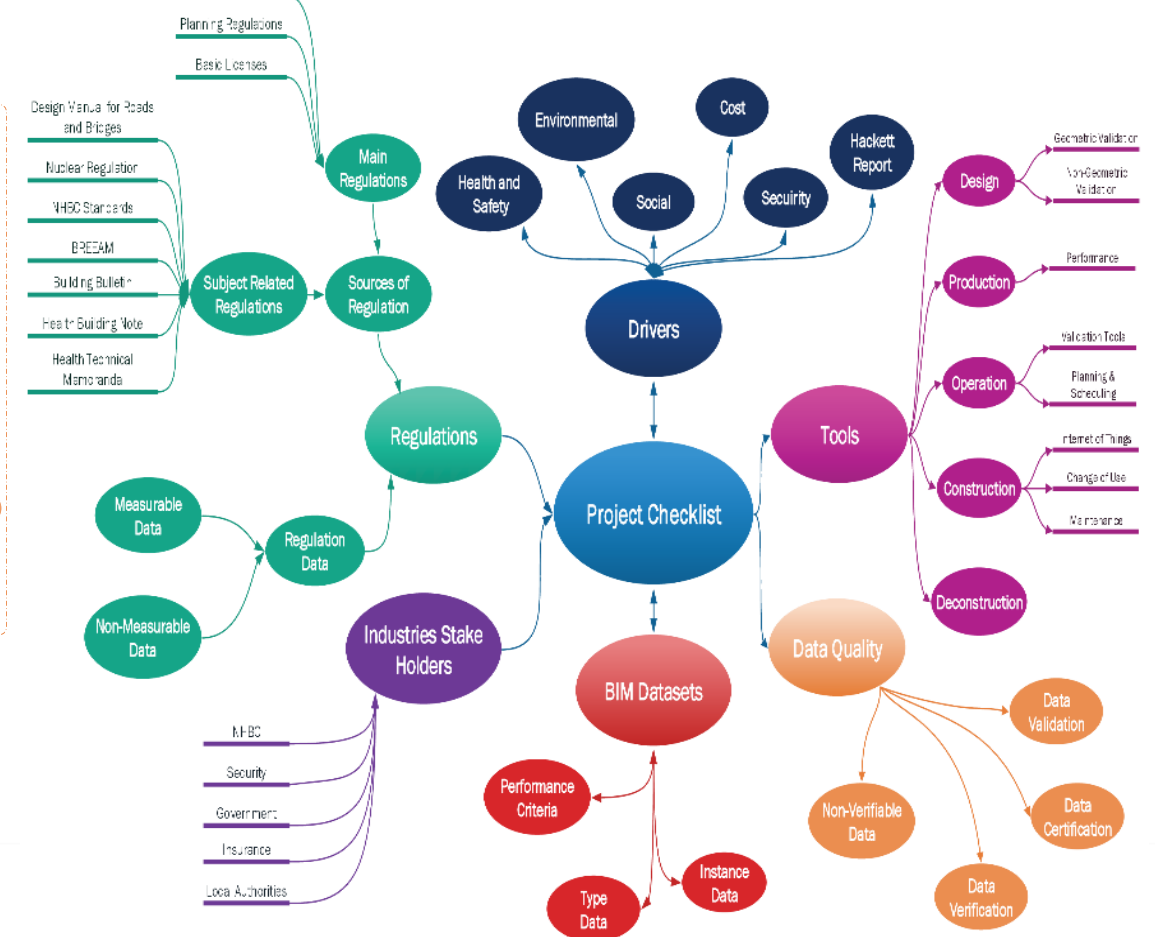 Planning Regulations
Basic Licenses
Design Manual for Roads
and Bridges
Nuclear Regulation
NHBC Standards
BREEAM
Building Bulletin
Health Building Note
Health Technical
Memoranda
Main
Regulations
Subject Related
Regulations
Sources of
Regulation
Regulations
Measurable
Data
Regulation
Data
Non-Measurable
Data
Environmental
Cost
Health and
Safety
Social
Secuirity
Hackett
Report
Drivers
Project Checklist
Industries Stake
Holders
NHBC
Security
Government
Insurance
Local Authorities
BIM Datasets
Performance
Criteria
Type
Data
Instance
Data
Tools
Design
Geometric Validation
Non-Geometric
Validation
Production
Performance
Operation
Validation Tools
Planning &
Scheduling
Construction
Internet of Things
Change of Use
Maintenance
Deconstruction
Data Quality
Data
Validation
Data
Certification
Non-Verifiable
Data
Data
Verification